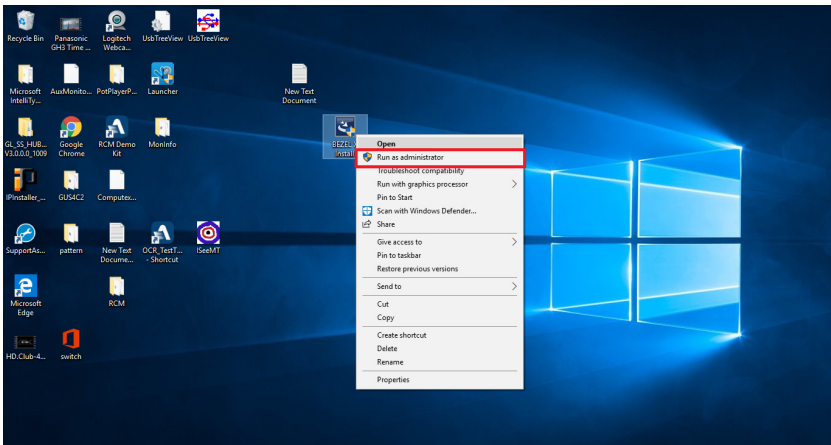 Recycle Bin
Panasonic
GH3 Time ...
Logitech
Webca...
UsbTreeView
UsbTreeView
Microsoft
IntelliTy...
AuxMonito...
PotPlayerP...
Launcher
New Text
Document
GL_SS_HUB...
V3.0.0.0_1009
Google
Chrome
RCM Demo
Kit
MonInfo
BEZEL.
Install
IPinstaller_...
GUS4C2
Computex...
SupportAs...
pattern
New Text
Docume...
OCR_TestT...
- Shortcut
ISeeMT
Microsoft
Edge
RCM
HD.Club-4...
switch
Open
Run as administrator
Troubleshoot compatibility
Run with graphics processor
Pin to Start
Scan with Windows Defender...
Share
Give access to
Pin to taskbar
Restore previous versions
Send to
Cut
Copy
Create shortcut
Delete
Rename
Properties